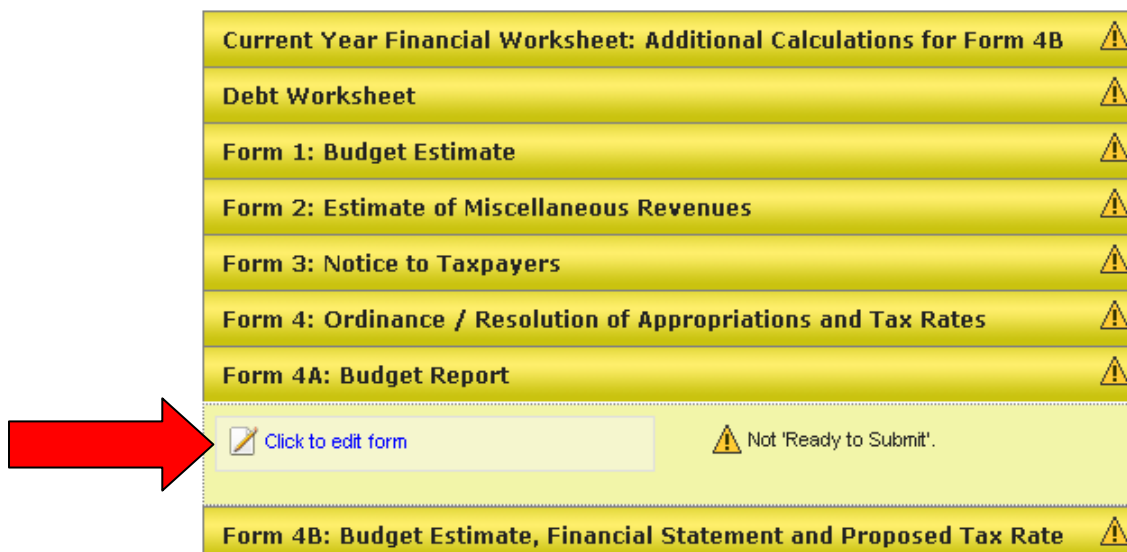 Current Year Financial Worksheet: Additional Calculations for Form 4B
Debt Worksheet
Form 1: Budget Estimate
Form 2: Estimate of Miscellaneous Revenues
Form 3: Notice to Taxpayers
Form 4: Ordinance / Resolution of Appropriations and Tax Rates
Form 4A: Budget Report
Click to edit form Not 'Ready to Submit'.
Form 4B: Budget Estimate, Financial Statement and Proposed Tax Rate